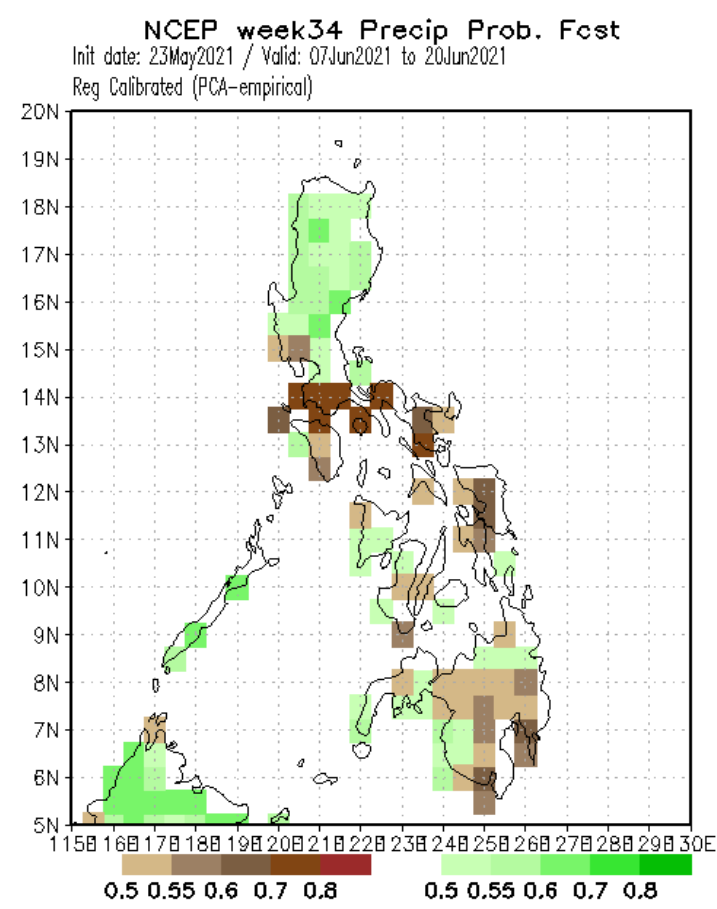 NCEP week34 Precip Prob. Fcst
Init date: 23May2021 / Valid: 07Jun2021 to 20Jun2021
Reg Calibrated (PCA-empirical)
20N
19N
18N
17N
16N
15N
14N
13N
12N
11N
10N
9N
8N
7N
6N
5N
115E 116E 117E 118E 119E 120E 121E 122E 123E 124E 125E 126E 127E 128E 129E 130E
0.5 0.55 0.6 0.7 0.8 0.5 0.55 0.6 0.7 0.8